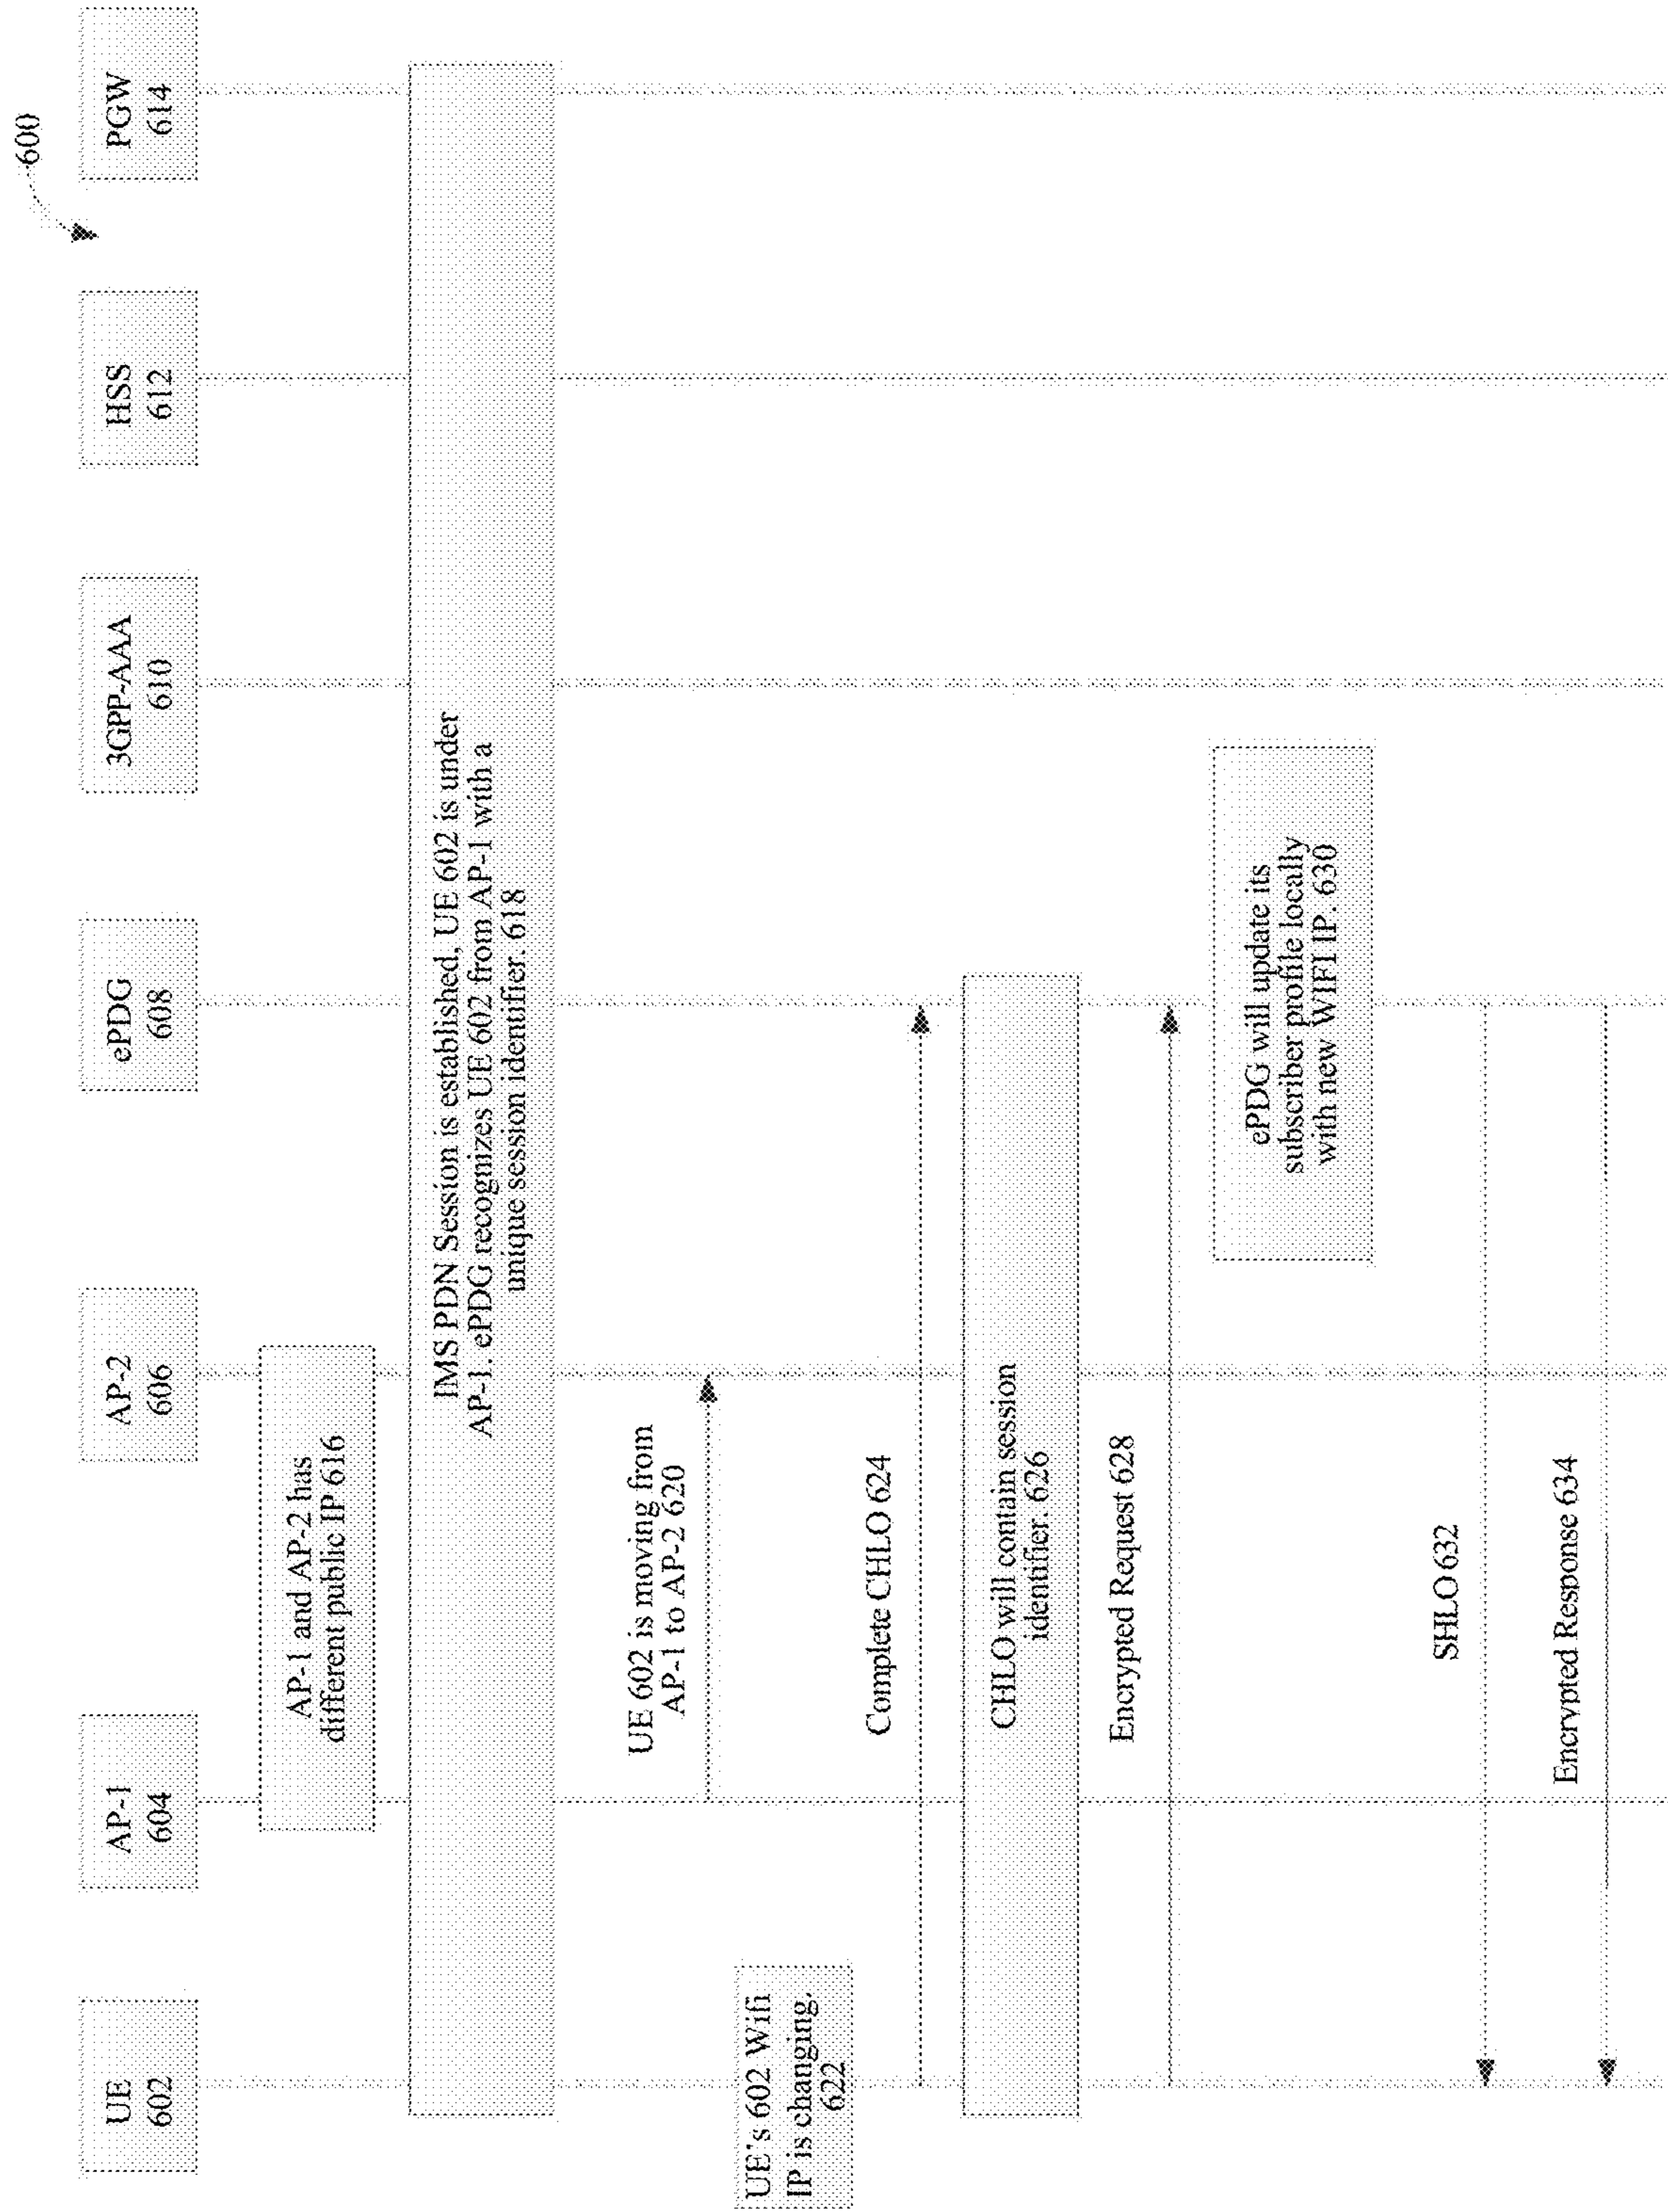 600
UE
602
AP-1
604
AP-2
606
ePDG
608
3GPP-AAA
610
HSS
612
PGW
614
AP-1 and AP-2 has
different public IP 616
IMS PDN Session is established, UE 602 is under
AP-1. ePDG recognizes UE 602 from AP-1 with a
unique session identifier. 618
UE 602 is moving from
AP-1 to AP-2 620
UE's 602 Wifi
IP is changing.
622
Complete CHLO 624
CHLO will contain session
identifier. 626
Encrypted Request 628
ePDG will update its
subscriber profile locally
with new WIFI IP. 630
SHLO 632
Encrypted Response 634